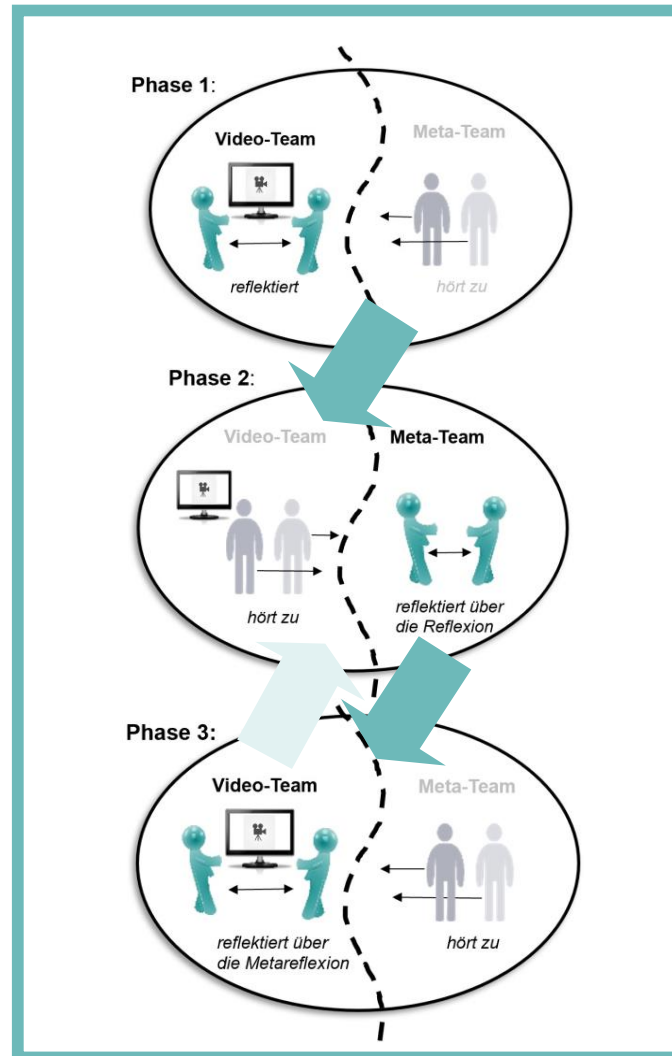 Phase 1:
Video-Team
Meta-Team
reflektiert
hört zu
Phase 2:
Video-Team
Meta-Team
hört zu
reflektiert über
die Reflexion
Phase 3:
Video-Team
Meta-Team
reflektiert über
die Metareflexion
hört zu